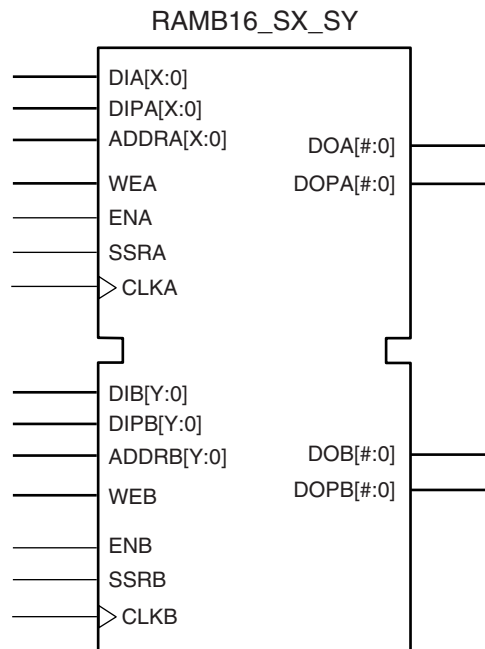 RAMB16_SX_SY
DIA[X:0]
DIPA[X:0]
ADDRA[X:0]
WEA
ENA
SSRA
CLKA
DOA[#:0]
DOPA[#:0]
DIB[Y:0]
DIPB[Y:0]
ADDRB[Y:0]
WEB
ENB
SSRB
CLKB
DOB[#:0]
DOPB[#:0]